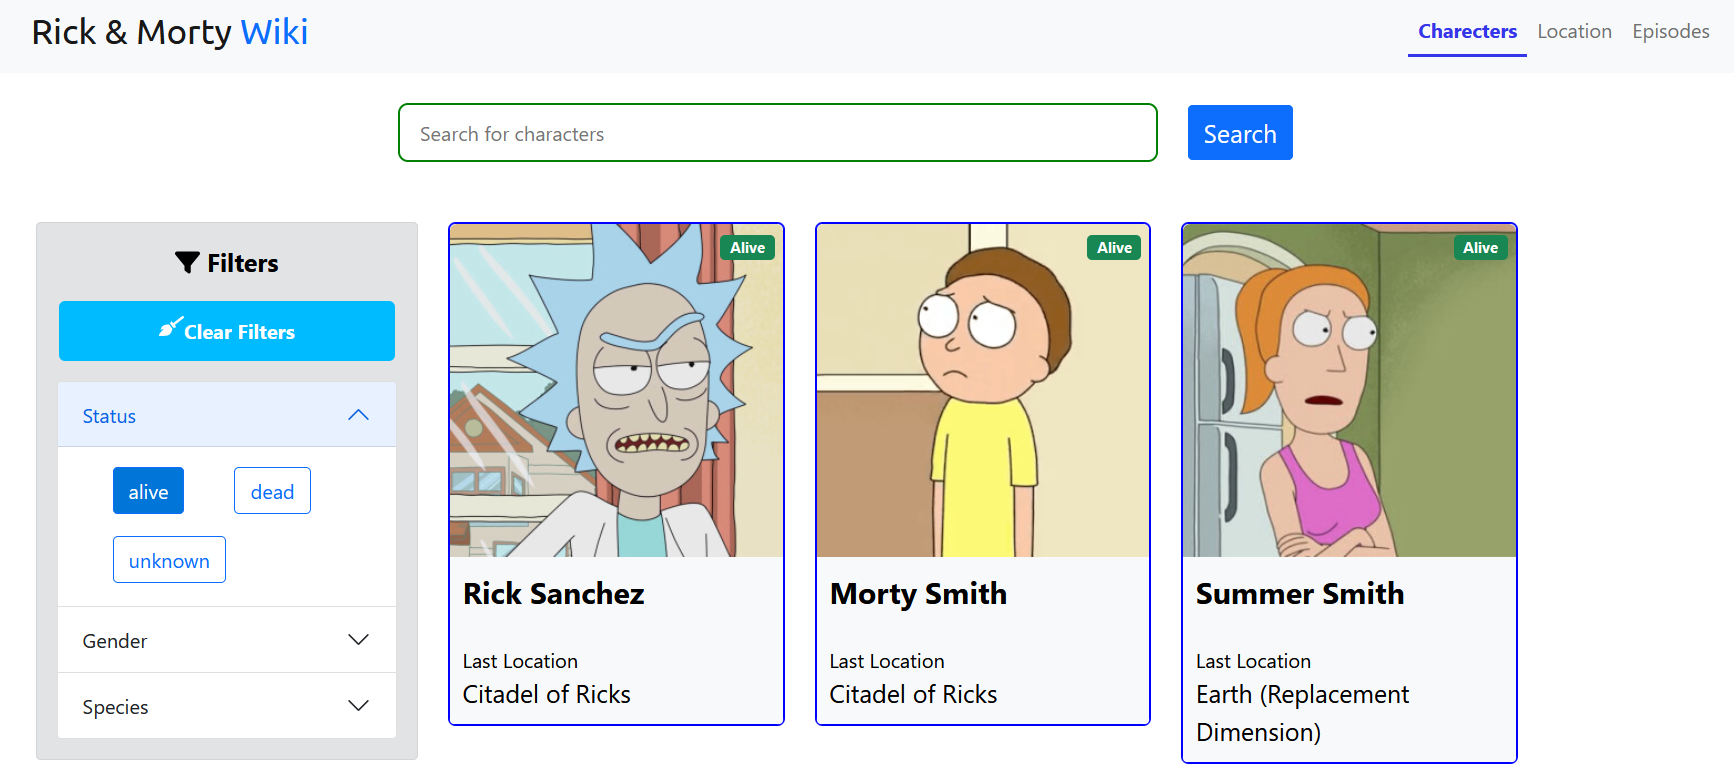 Rick & Morty Wiki
Charecters Location Episodes
Search for characters
Search
Filters
Clear Filters
Status
alive
dead
unknown
Gender
Species
Alive
Rick Sanchez
Last Location
Citadel of Ricks
Alive
Morty Smith
Last Location
Citadel of Ricks
Alive
Summer Smith
Last Location
Earth (Replacement
Dimension)